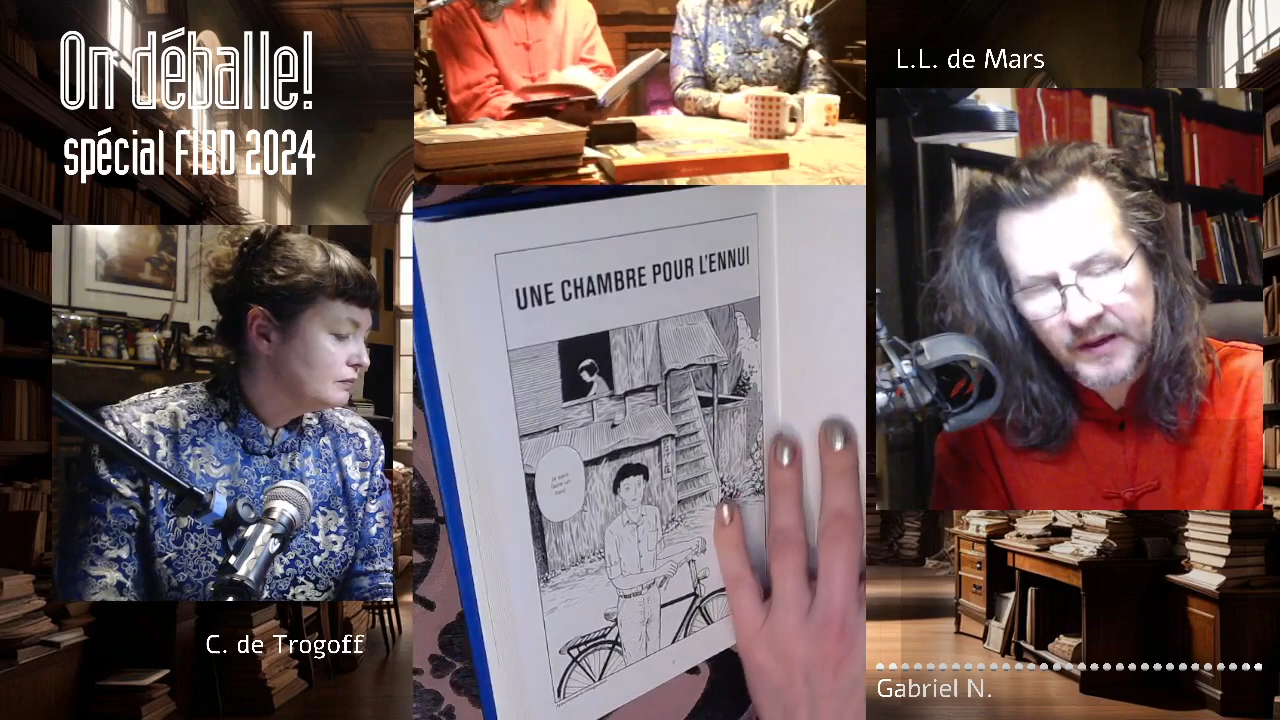 On déballe!
spécial FIBD 2024
L.L. de Mars
UNE CHAMBRE POUR L'ENNUI
C. de Trogoff
Gabriel N.